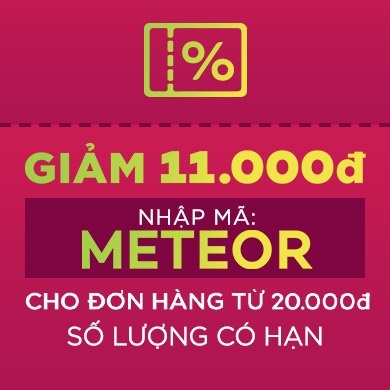 %
GIẢM 11.000đ
NHẬP MÃ:
METEOR
CHO ĐƠN HÀNG TỪ 20.000đ
SỐ LƯỢNG CÓ HẠN